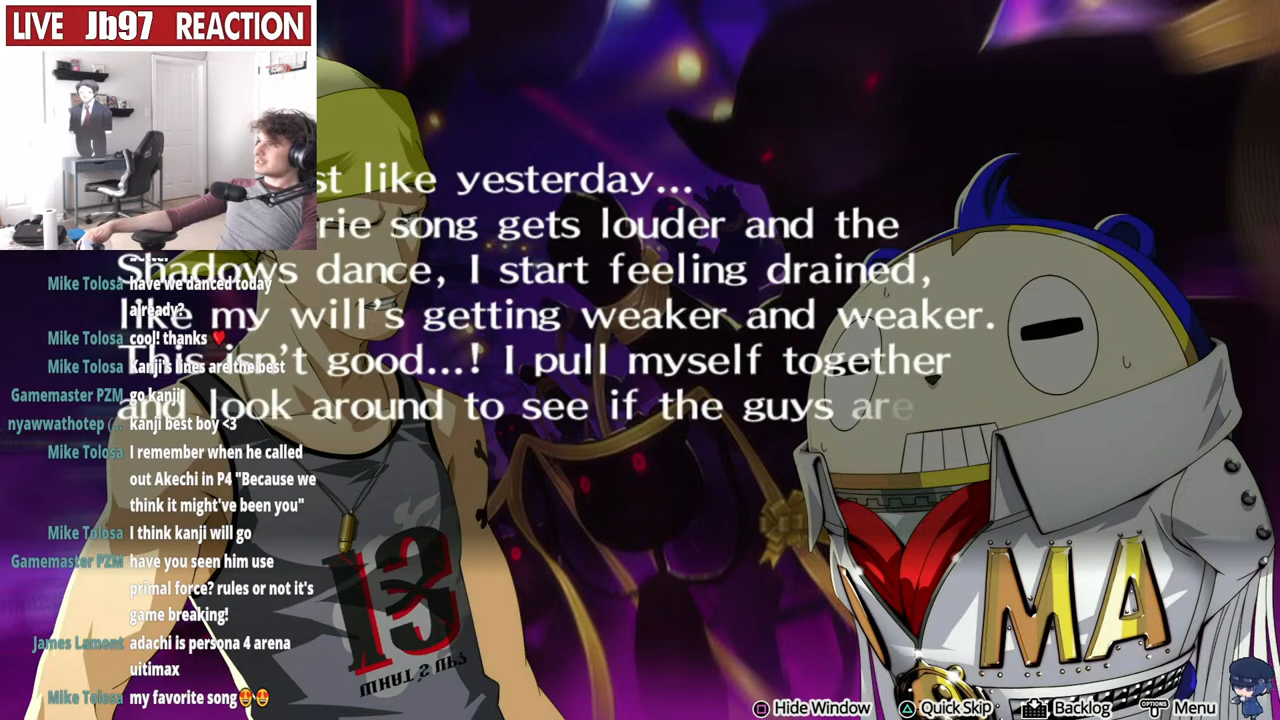 LIVE Jb97 REACTION
st like yesterday...
rie song gets louder and the
Shadows dance, I start feeling drained,
like my will's getting weaker and weaker.
This isn't good...! I pull myself together
and look around to see if the guys are
Mike Tolosa have we danced today
already?
Mike Tolosa cool! thanks ❤️
Mike Tolosa Kanji's lines are the best
Gamemaster PZM go kanji!
nyawwathotep (... kanji best boy <3
Mike Tolosa I remember when he called
out Akechi in P4 "Because we
think it might've been you"
Mike Tolosa I think kanji will go
Gamemaster PZM have you seen him use
primal force? rules or not it's
game breaking!
James Lamont adachi is persona 4 arena
uitimax
Mike Tolosa my favorite song😍😍
13
WHAT'S UP?
MA
Hide Window Quick Skip Backlog OPTIONS Menu